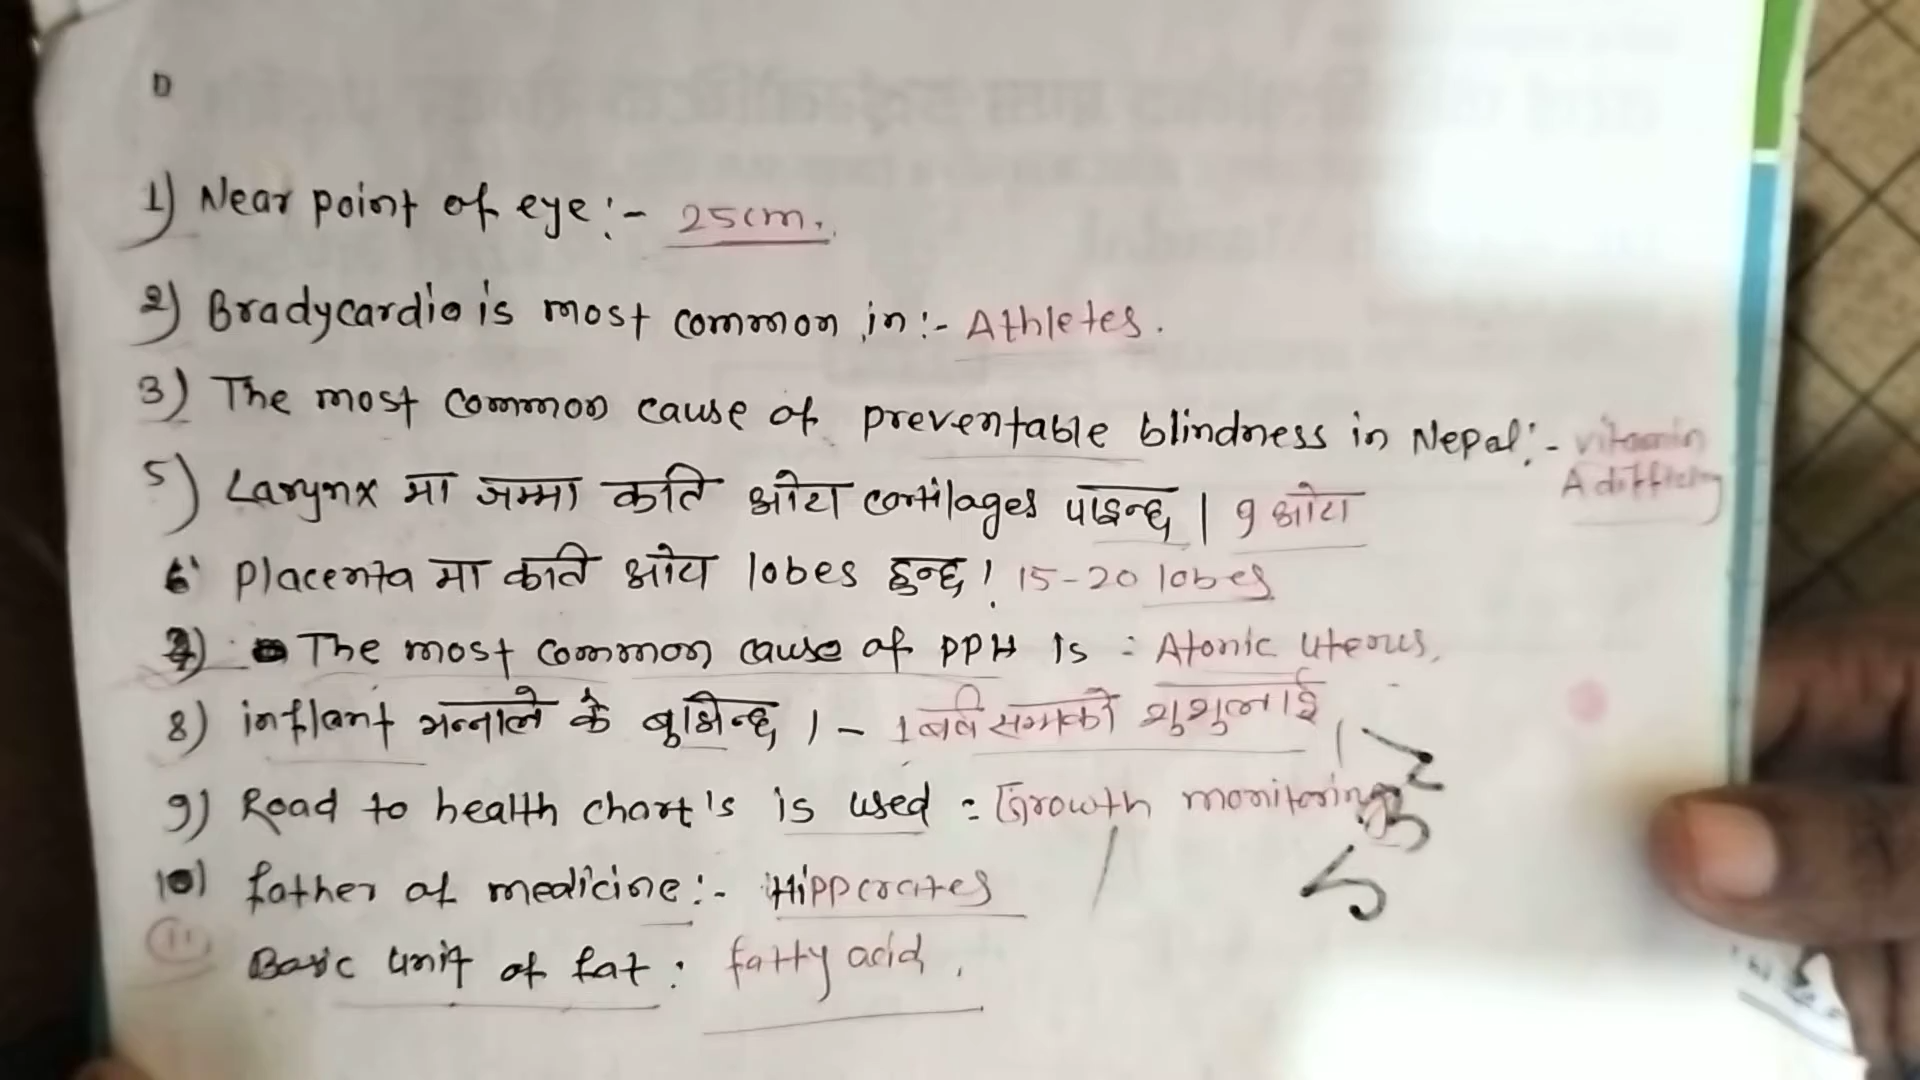 1) Near point of eye:- 25cm.
2) Bradycardia is most common in:- Athletes.
3) The most common cause of preventable blindness in Nepal:- vitamin
A
5) Larynx मा जम्मा कति ओटा cartilages पाइन्छ । 9 ओटा
6 placenta मा कति ओटा lobes हुन्छ! 15-20 lobes
7) The most common cause of PPH is : Atonic uterus.
8) inflant भन्नाले के बुझिन्छ ।- 1 बर्ष सम्मको शुशुलाई
9) Road to health chart's is used = Growth monitoring
10) father of medicine:- Hippocrates
11 Basic unit of fat : fatty acid.